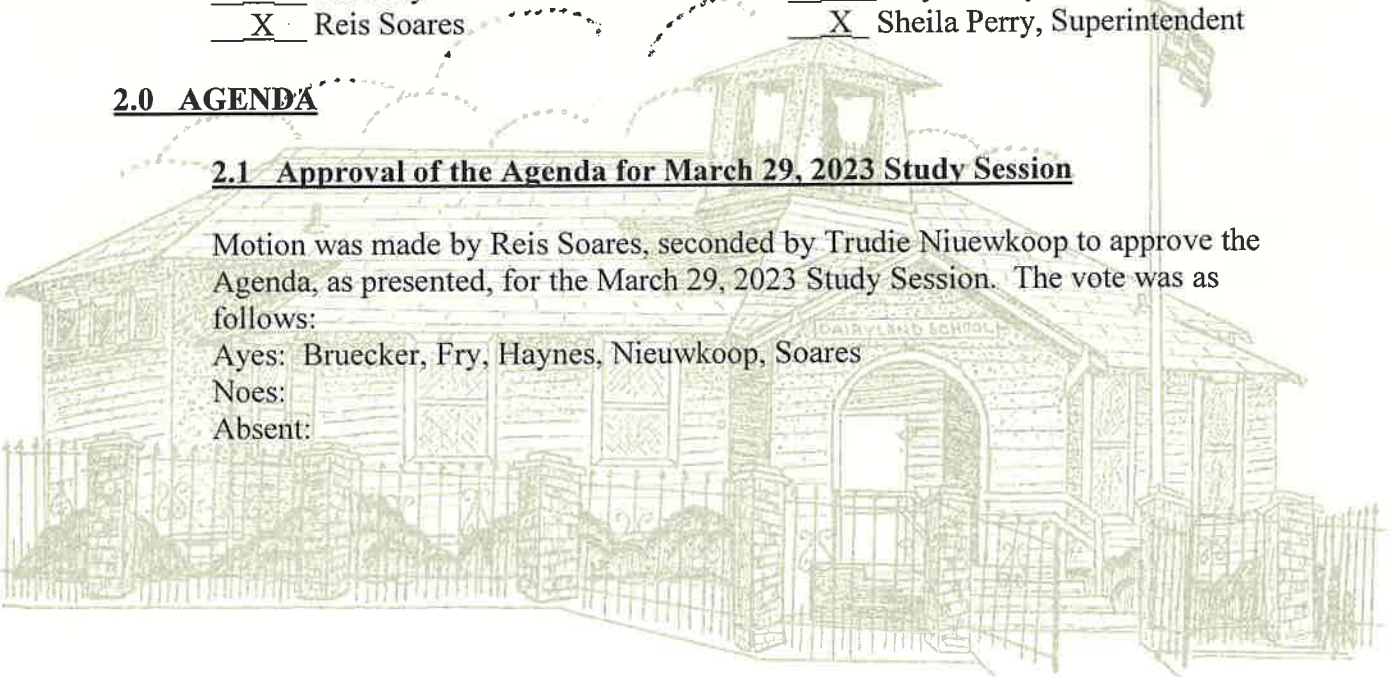 X Reis Soares X Sheila Perry, Superintendent
2.0 AGENDA
2.1 Approval of the Agenda for March 29, 2023 Study Session
Motion was made by Reis Soares, seconded by Trudie Niuewkoop to approve the
Agenda, as presented, for the March 29, 2023 Study Session. The vote was as
follows:
DAIRYLAND SCHOOL
Ayes: Bruecker, Fry, Haynes, Nieuwkoop, Soares
Noes:
Absent: